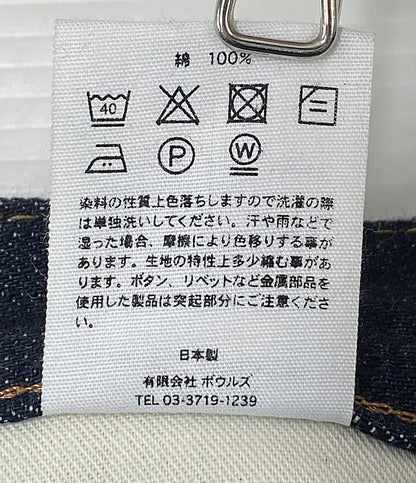 綿 100%
40
P W
染料の性質上色落ちしますので洗濯の際
は単独洗いしてください。汗や雨などで
湿った場合、摩擦により色移りする事が
あります。生地の特性上多少縮む事があ
ります。ボタン、リベットなど金属部品を
使用した製品は突起部分にご注意くださ
い。
日本製
有限会社 ボウルズ
TEL 03-3719-1239